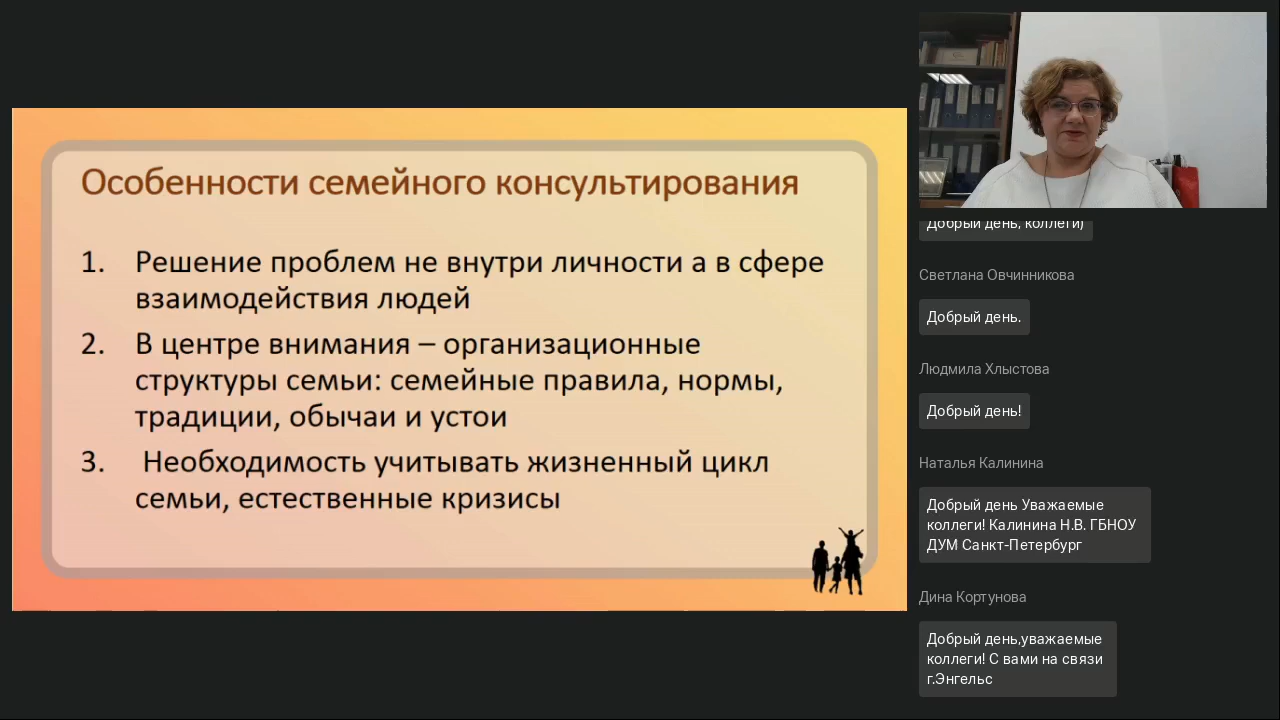 Особенности семейного консультирования
1. Решение проблем не внутри личности а в сфере
взаимодействия людей
2. В центре внимания – организационные
структуры семьи: семейные правила, нормы,
традиции, обычаи и устои
3. Необходимость учитывать жизненный цикл
семьи, естественные кризисы
Добрый день, коллеги)
Светлана Овчинникова
Добрый день.
Людмила Хлыстова
Добрый день!
Наталья Калинина
Добрый день Уважаемые
коллеги! Калинина Н.В. ГБНОУ
ДУМ Санкт-Петербург
Дина Кортунова
Добрый день,уважаемые
коллеги! С вами на связи
г.Энгельс